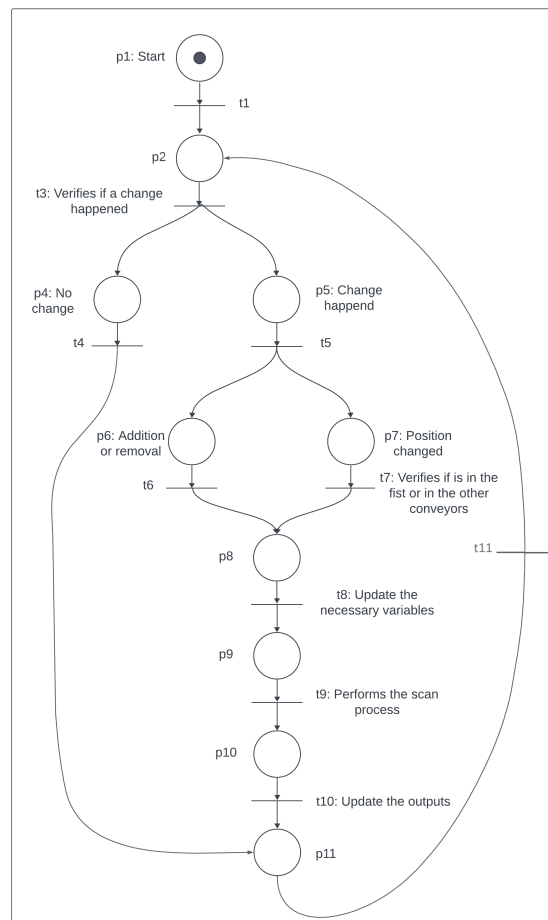 p1: Start
t1
p2
t3: Verifies if a change
happened
p4: No
change
p5: Change
happend
t4
t5
p6: Addition
or removal
p7: Position
changed
t6
t7: Verifies if is in the
fist or in the other
conveyors
p8
t11
t8: Update the
necessary variables
p9
t9: Performs the scan
process
p10
t10: Update the outputs
p11